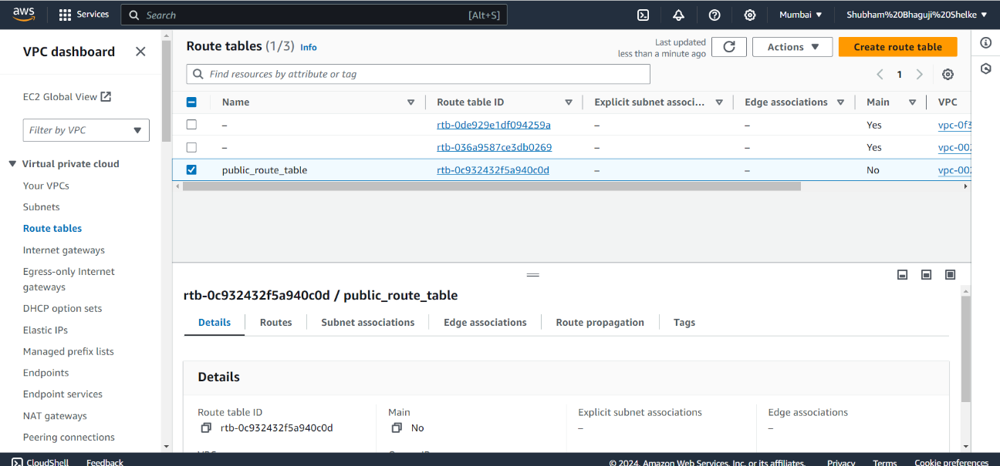 aws Services Search [Alt+S] Mumbai Shubham%20Bhaguji%20Shelke
VPC dashboard
EC2 Global View
Filter by VPC
Virtual private cloud
Your VPCs
Subnets
Route tables
Internet gateways
Egress-only Internet
gateways
DHCP option sets
Elastic IPs
Managed prefix lists
Endpoints
Endpoint services
NAT gateways
Peering connections
Route tables (1/3) Info
Last updated
less than a minute ago
Actions
Create route table
Find resources by attribute or tag
1
Name Route table ID Explicit subnet associ... Edge associations Main VPC
– rtb-0de929e1df094259a – – Yes vpc-0f3
– rtb-036a9587ce3db0269 – – Yes vpc-002
public_route_table rtb-0c932432f5a940c0d – – No vpc-002
rtb-0c932432f5a940c0d / public_route_table
Details Routes Subnet associations Edge associations Route propagation Tags
Details
Route table ID Main Explicit subnet associations Edge associations
rtb-0c932432f5a940c0d No – –
CloudShell Feedback © 2024, Amazon Web Services, Inc. or its affiliates. Privacy Terms Cookie preferences